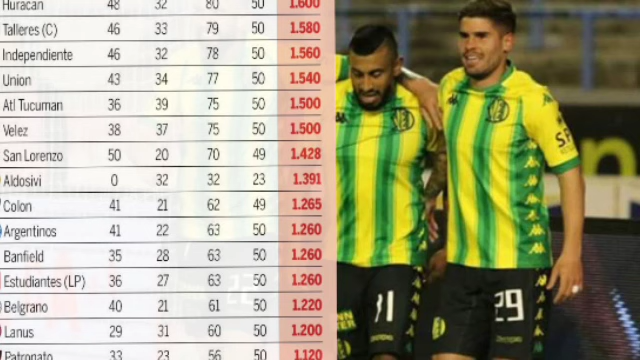 Huracan 48 32 80 50 1.600
Talleres (C) 46 33 79 50 1.580
Independiente 46 32 78 50 1.560
Union 43 34 77 50 1.540
Atl Tucuman 36 39 75 50 1.500
Velez 38 37 75 50 1.500
San Lorenzo 50 20 70 49 1.428
Aldosivi 0 32 32 23 1.391
Colon 41 21 62 49 1.265
Argentinos 41 22 63 50 1.260
Banfield 35 28 63 50 1.260
Estudiantes (LP) 36 27 63 50 1.260
Belgrano 40 21 61 50 1.220
Lanus 29 31 60 50 1.200
Patronato 33 23 56 50 1.120
31
29
Kappa